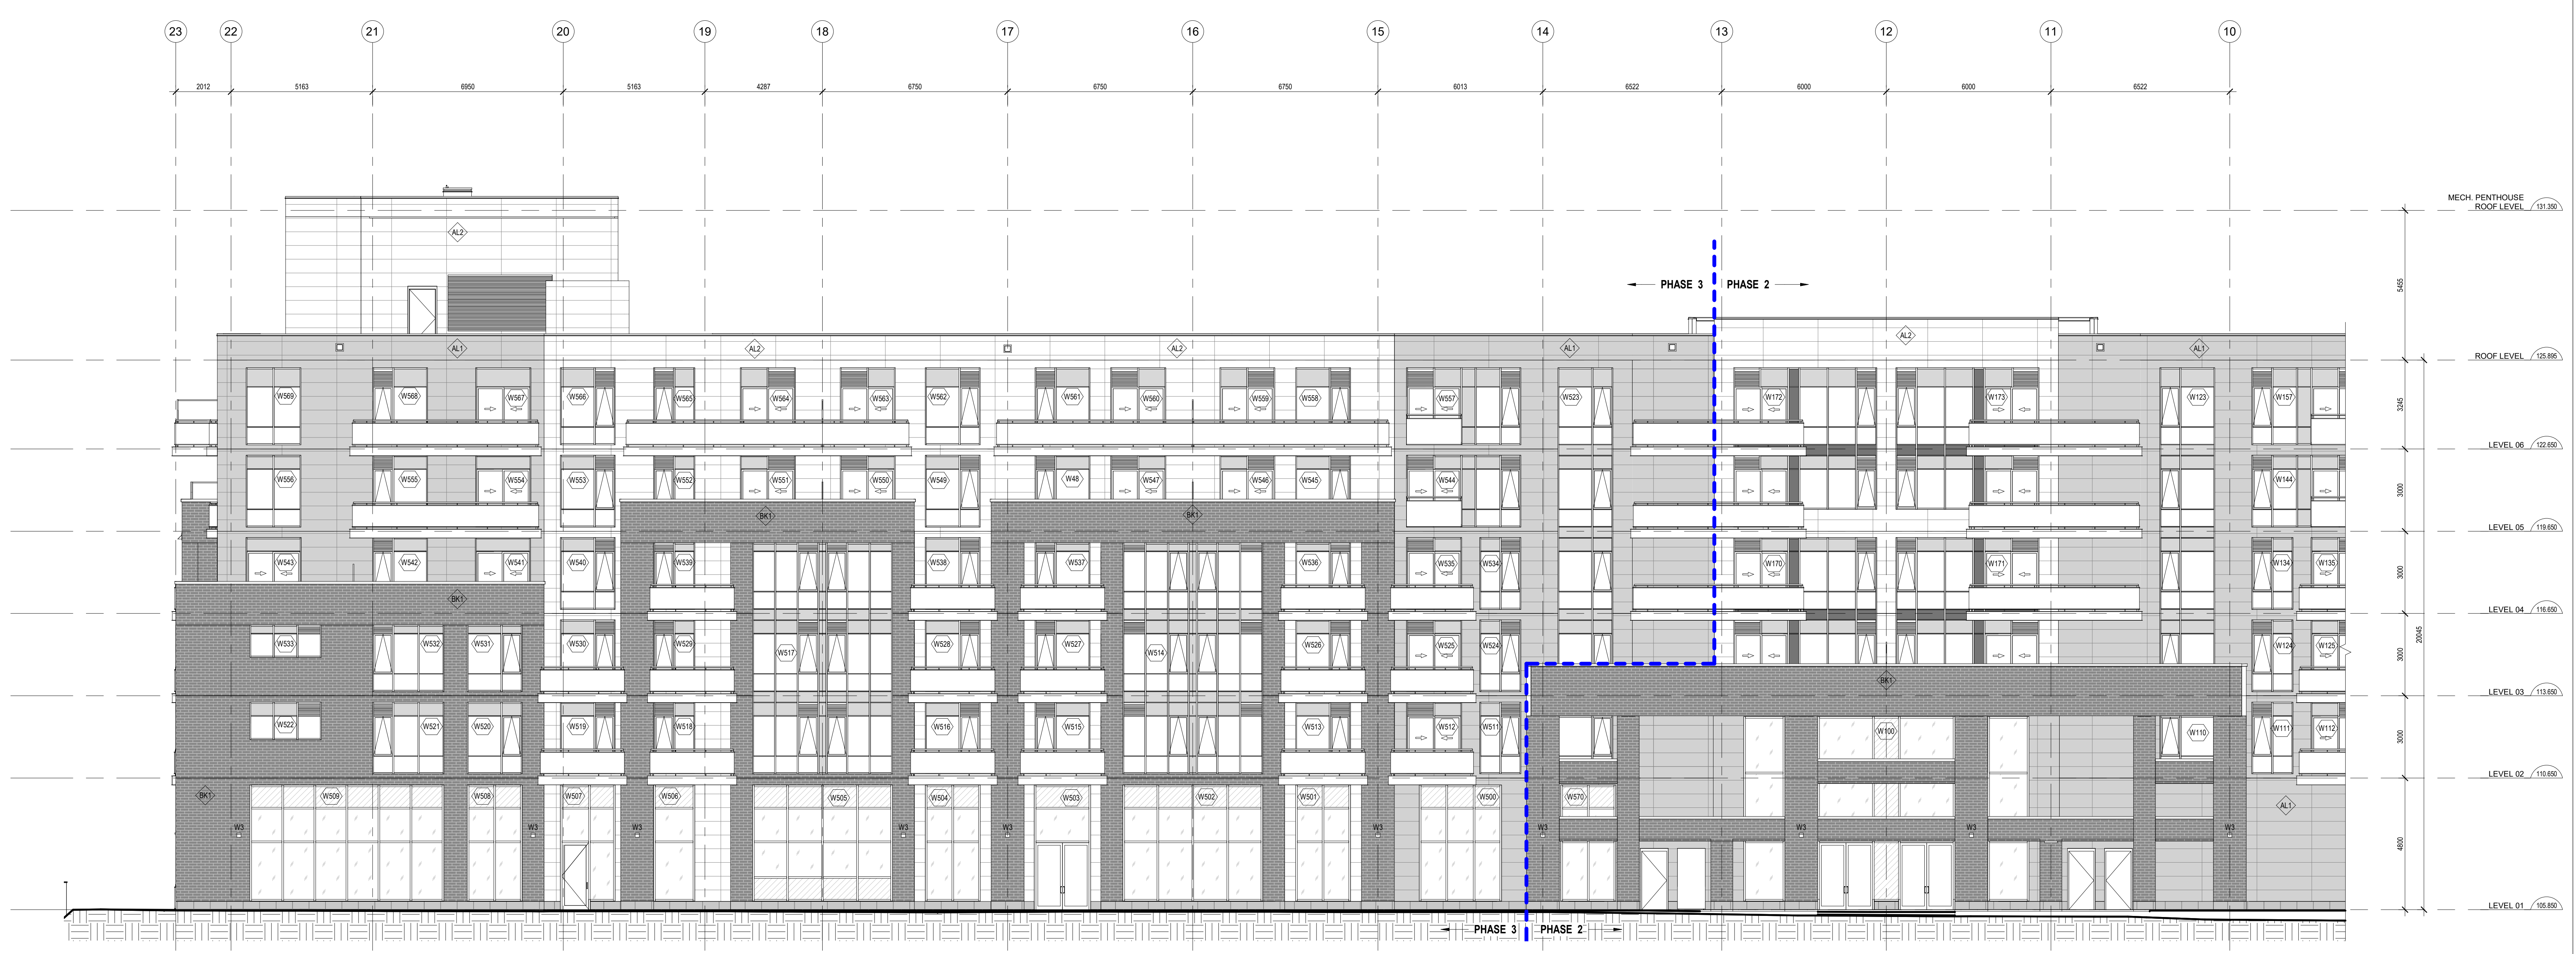 23 22 21 20 19 18 17 16 15 14 13 12 11 10
2012 5163 6950 5163 4287 6750 6750 6750 6013 6522 6000 6000 6522
MECH. PENTHOUSE
ROOF LEVEL 131.350
AL2
5455
PHASE 3 PHASE 2
AL1 AL2 AL2 AL1 AL2 AL1
ROOF LEVEL 125.895
W569 W568 W567 W566 W565 W564 W563 W562 W561 W560 W559 W558 W557 W523 W172 W173 W123 W157
3245
LEVEL 06 122.650
W556 W555 W554 W553 W552 W551 W550 W549 W48 W547 W546 W545 W544 W144
3000
BK1 BK1
LEVEL 05 119.650
W543 W542 W541 W540 W539 W538 W537 W536 W535 W534 W170 W171 W134 W135
3000
BK1
LEVEL 04 116.650
20045
W533 W532 W531 W530 W529 W517 W528 W527 W514 W526 W525 W524 W124 W125
3000
BK1
LEVEL 03 113.650
W522 W521 W520 W519 W518 W516 W515 W513 W512 W511 W100 W110 W111 W112
3000
LEVEL 02 110.650
BK1 W509 W508 W507 W506 W505 W504 W503 W502 W501 W500 W570 AL1
W3 W3 W3 W3 W3 W3 W3 W3 W3 W3
4800
LEVEL 01 105.850
PHASE 3 PHASE 2